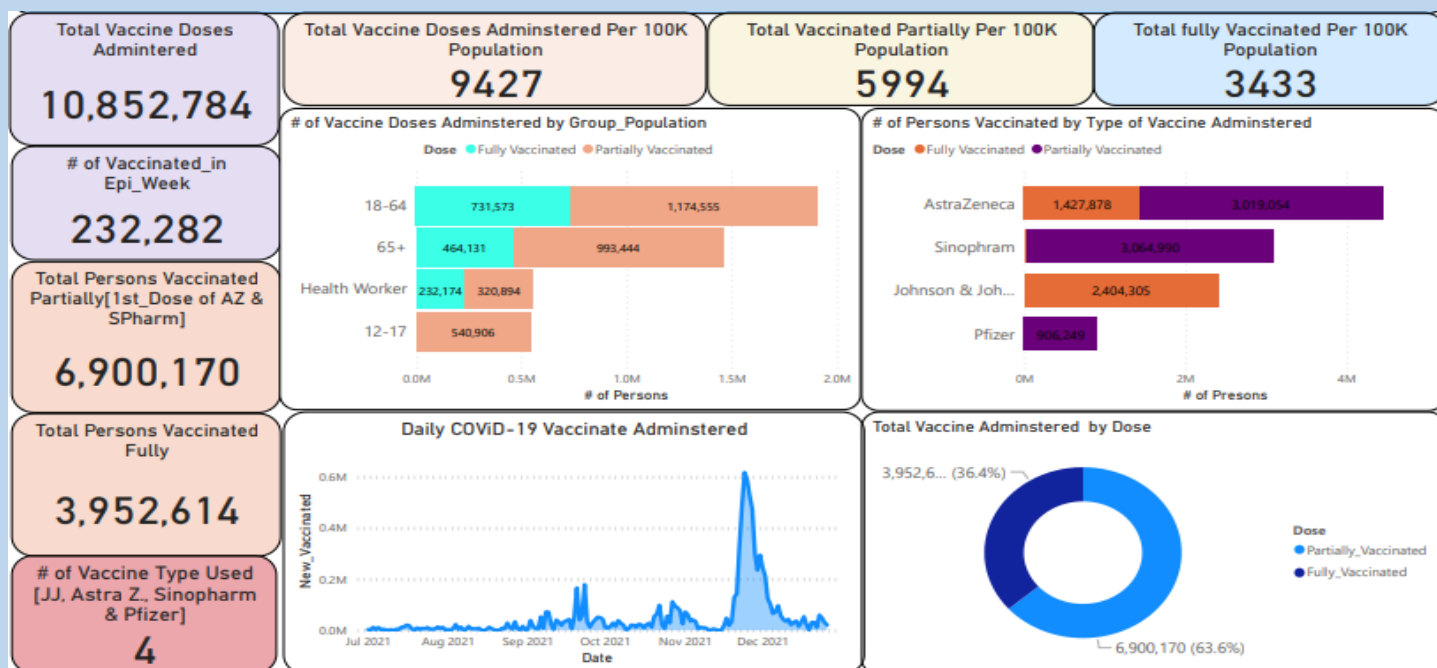 Total Vaccine Doses
Admintered
10,852,784
Total Vaccine Doses Adminstered Per 100K
Population
9427
Total Vaccinated Partially Per 100K
Population
5994
Total fully Vaccinated Per 100K
Population
3433
# of Vaccinated_in
Epi_Week
232,282
Total Persons Vaccinated
Partially[1st_Dose of AZ &
SPharm]
6,900,170
Total Persons Vaccinated
Fully
3,952,614
# of Vaccine Type Used
[JJ, Astra Z., Sinopharm
& Pfizer]
4
# of Vaccine Doses Adminstered by Group_Population
Dose Fully Vaccinated Partially Vaccinated
18-64 731,573 1,174,555
65+ 464,131 993,444
Health Worker 232,174 320,894
12-17 540,906
0.0M 0.5M 1.0M 1.5M 2.0M
# of Persons
# of Persons Vaccinated by Type of Vaccine Adminstered
Dose Fully Vaccinated Partially Vaccinated
AstraZeneca 1,427,878 3,019,054
Sinophram 3,064,990
Johnson & Joh... 2,404,305
Pfizer 906,249
0M 2M 4M
# of Presons
Daily COViD-19 Vaccinate Adminstered
New_Vaccinated
0.6M
0.4M
0.2M
0.0M
Jul 2021 Aug 2021 Sep 2021 Oct 2021 Nov 2021 Dec 2021
Date
Total Vaccine Adminstered by Dose
3,952,6... (36.4%)
Dose
Partially_Vaccinated
Fully_Vaccinated
6,900,170 (63.6%)